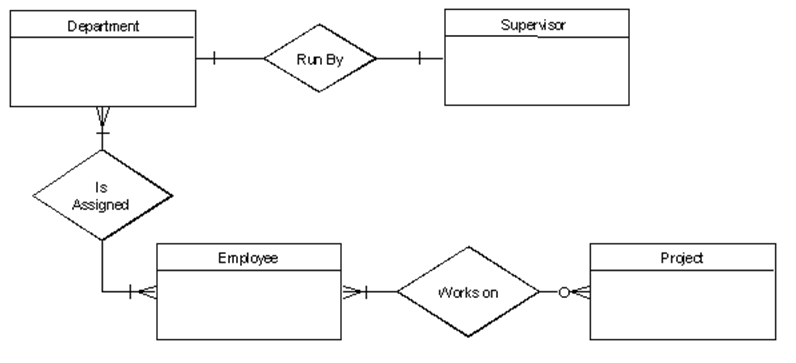 Department
Supervisor
Run By
Is
Assigned
Employee
Works on
Project